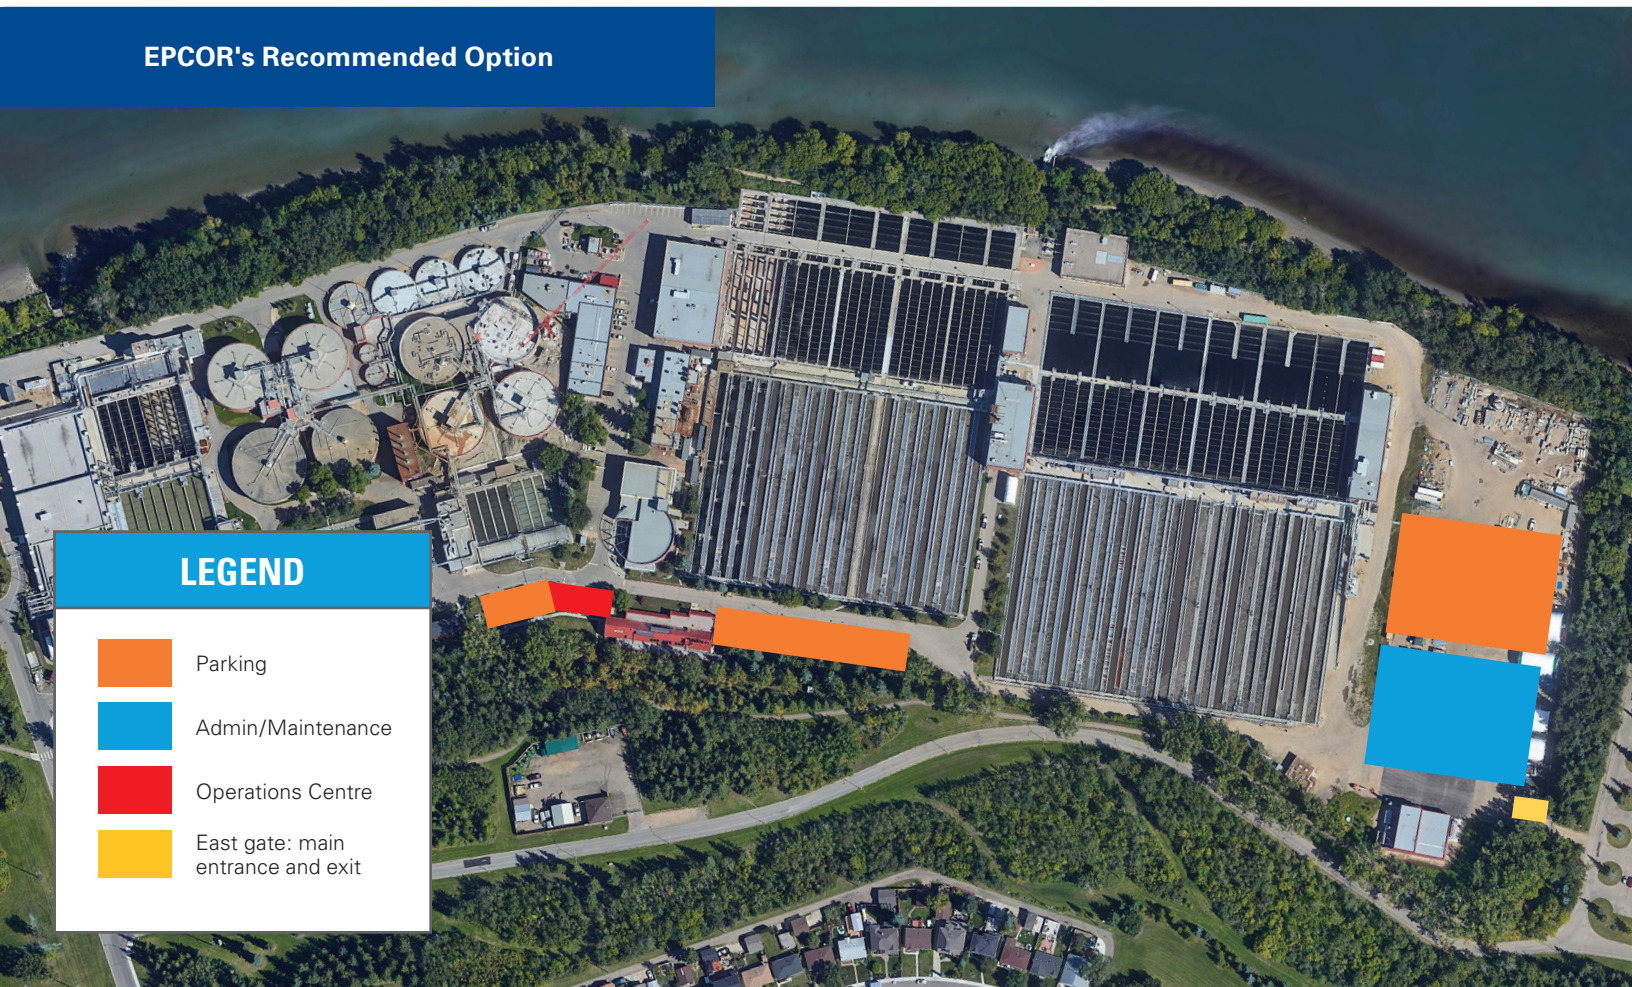 EPCOR's Recommended Option
LEGEND
Parking
Admin/Maintenance
Operations Centre
East gate: main
entrance and exit